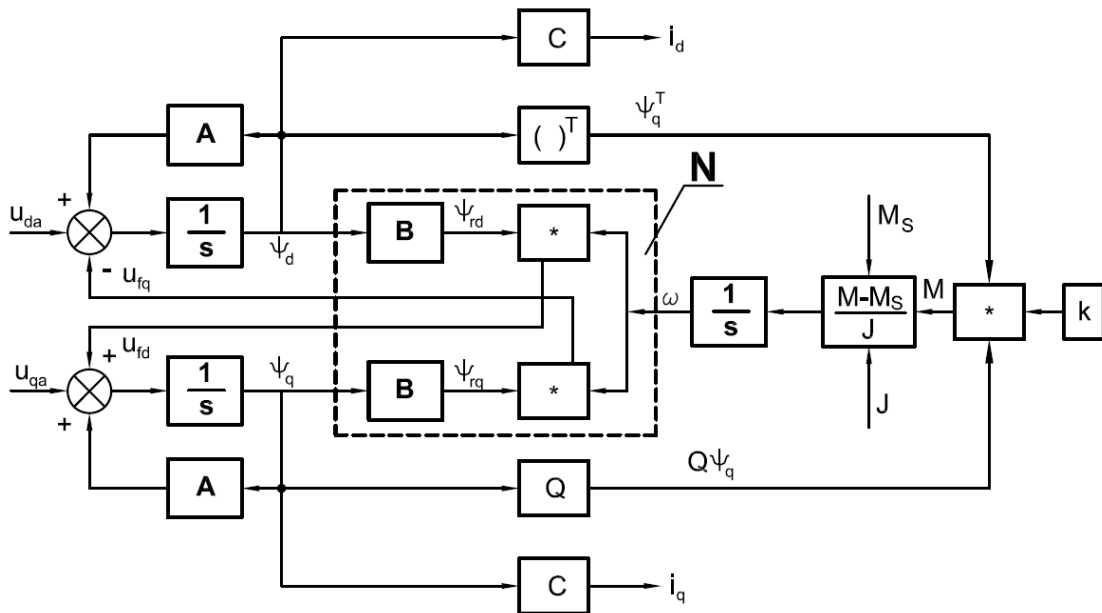 C
i_d
A
( )^T
ψ_q^T
N
+
u_da
1/s
ψ_d
B
ψ_rd
*
M_S
- u_fq
ω
1/s
M-M_S
J
M
*
k
+ u_fd
u_qa
1/s
ψ_q
B
ψ_rq
*
J
+
A
Q
Qψ_q
C
i_q